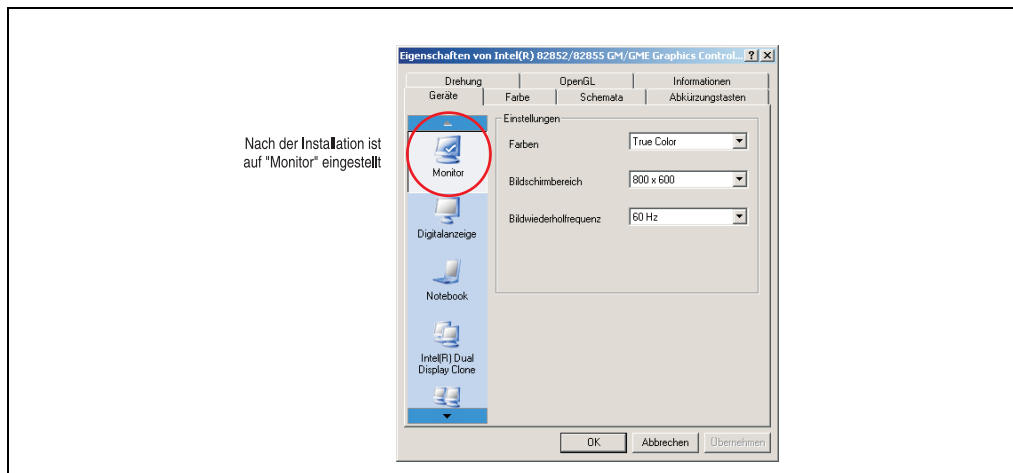 Eigenschaften von Intel(R) 82852/82855 GM/GME Graphics Control... ? X
Drehung OpenGL Informationen
Geräte Farbe Schemata Abkürzungstasten
Nach der Installation ist
auf "Monitor" eingestellt
Monitor
Digitalanzeige
Notebook
Intel(R) Dual
Display Clone
Einstellungen
Farben True Color
Bildschirmbereich 800 x 600
Bildwiederholfrequenz 60 Hz
OK Abbrechen Übernehmen